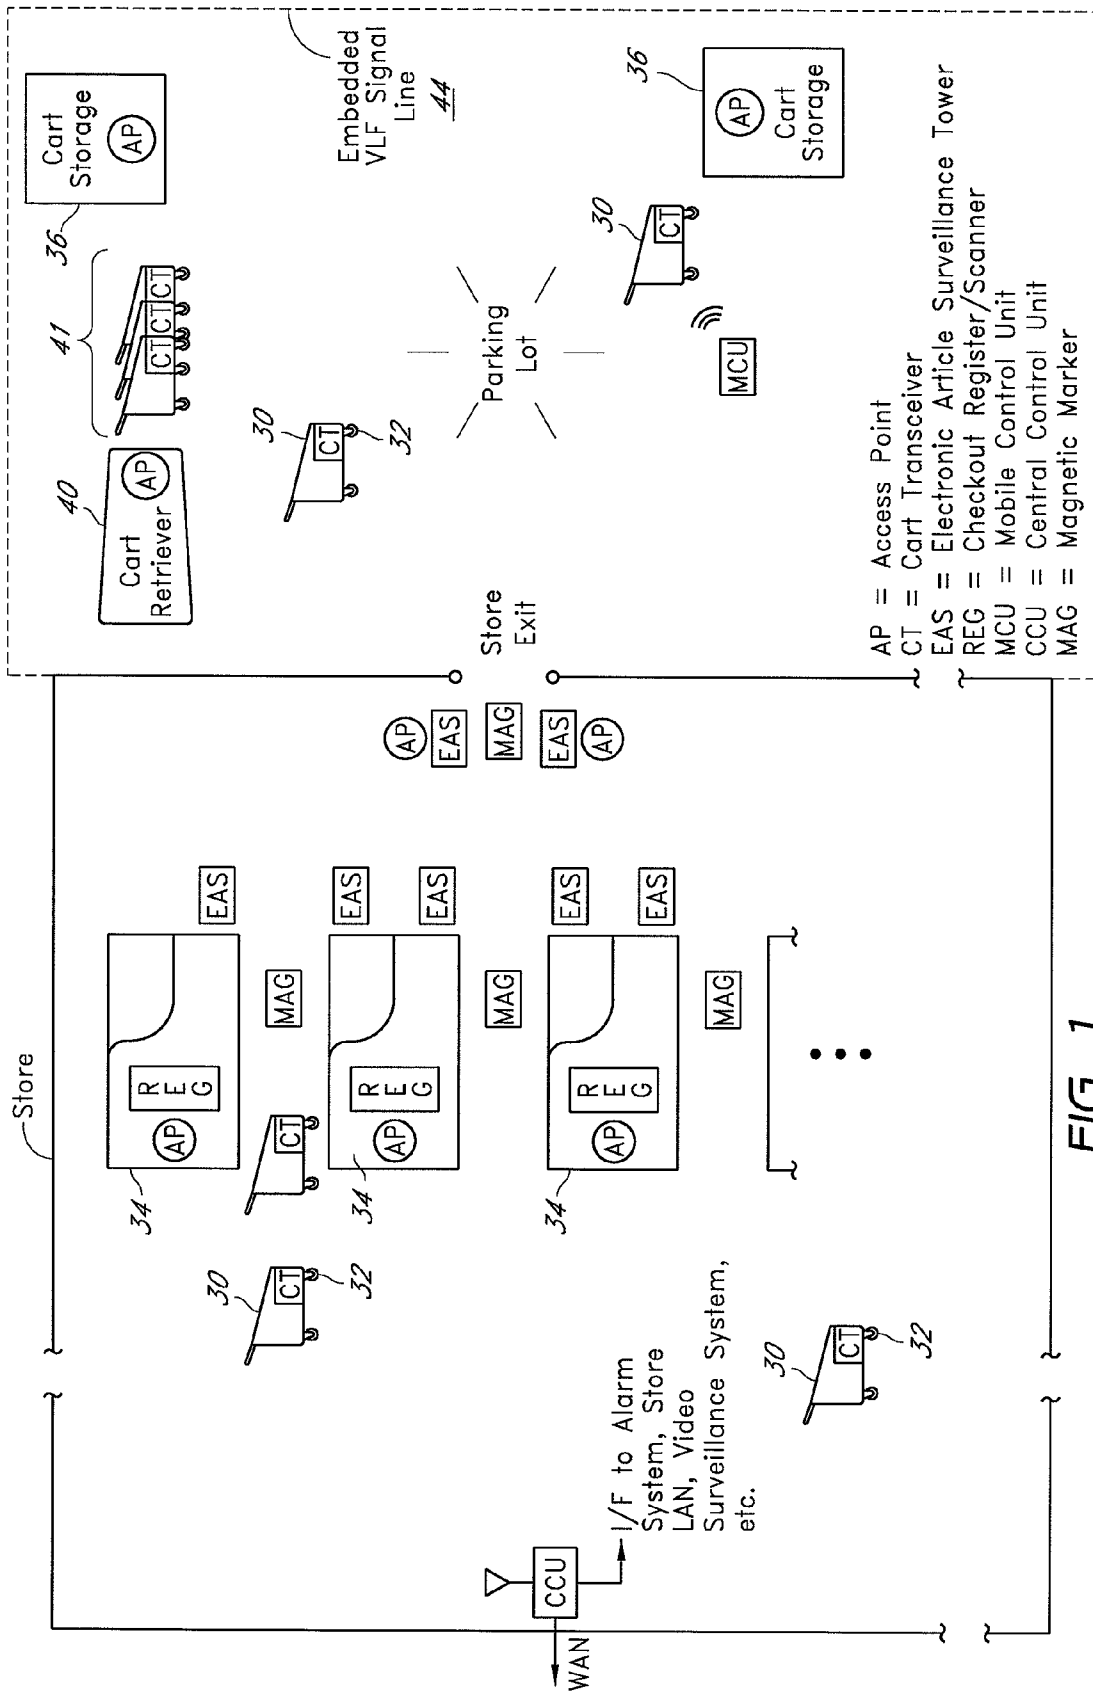 Store
34
REG
AP
EAS
MAG
30
CT
32
CT
34
REG
AP
EAS
EAS
MAG
34
REG
AP
EAS
EAS
MAG
30
CT
32
WAN
CCU
I/F to Alarm
System, Store
LAN, Video
Surveillance System,
etc.
AP
EAS
MAG
EAS
AP
Store
Exit
40
Cart
Retriever
AP
41
CT
CT
CT
36
Cart
Storage
AP
30
CT
32
Embedded
VLF Signal
Line
44
Parking
Lot
MCU
30
CT
36
AP
Cart
Storage
AP = Access Point
CT = Cart Transceiver
EAS = Electronic Article Surveillance Tower
REG = Checkout Register/Scanner
MCU = Mobile Control Unit
CCU = Central Control Unit
MAG = Magnetic Marker
FIG. 1